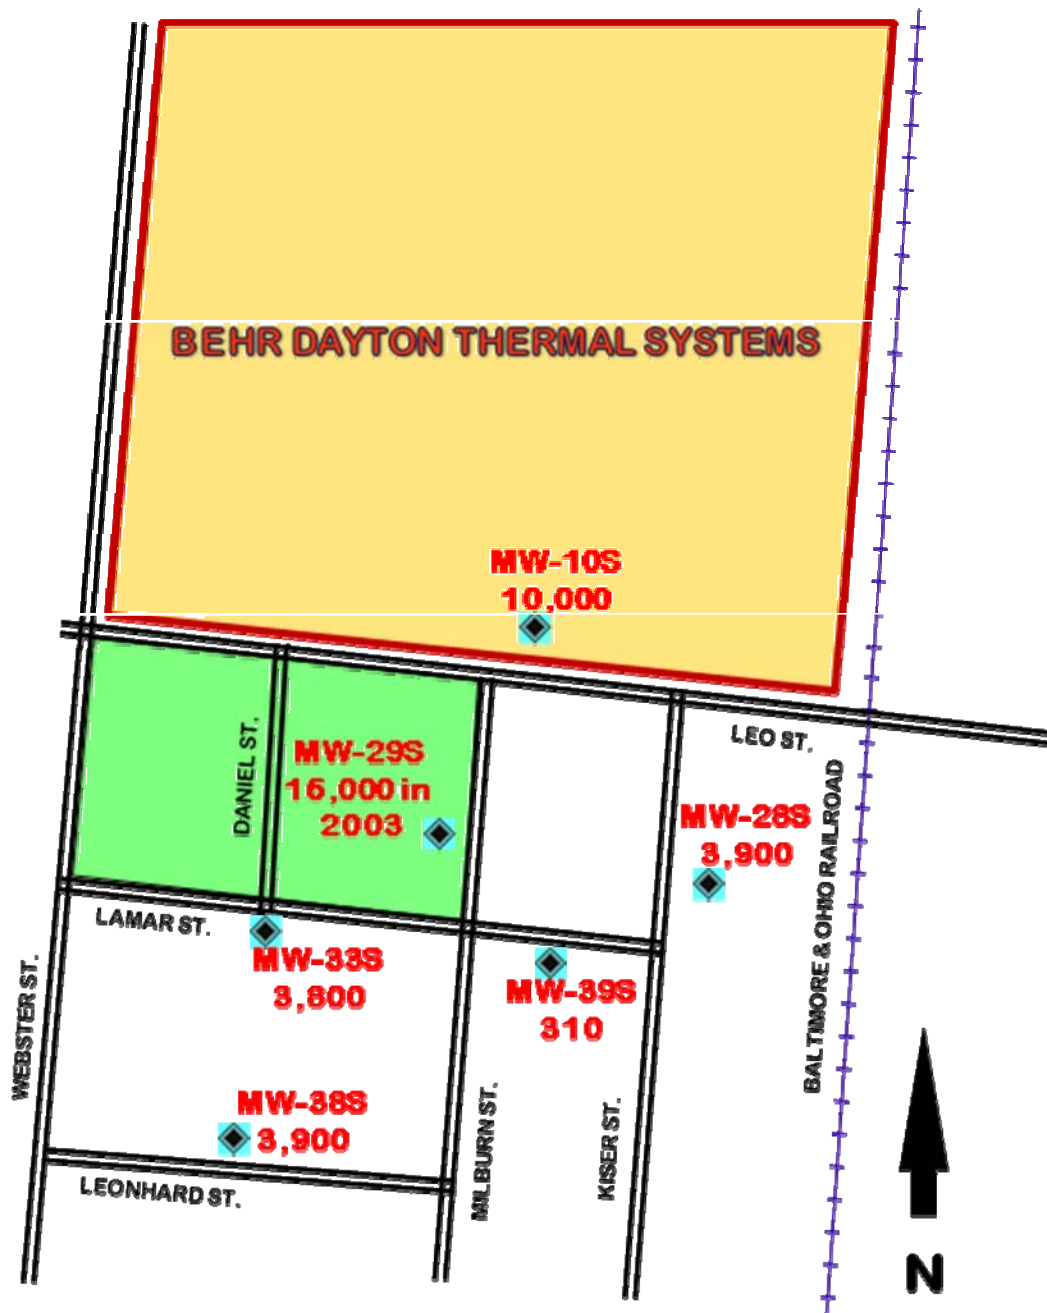 BEHR DAYTON THERMAL SYSTEMS
MW-10S
10,000
LEO ST.
DANIEL ST.
MW-29S
16,000 in
2003
MW-28S
3,900
BALTIMORE & OHIO RAILROAD
LAMAR ST.
MW-33S
3,800
MW-39S
310
WEBSTER ST.
MW-38S
3,900
MILBURN ST.
KISER ST.
LEONHARD ST.
N